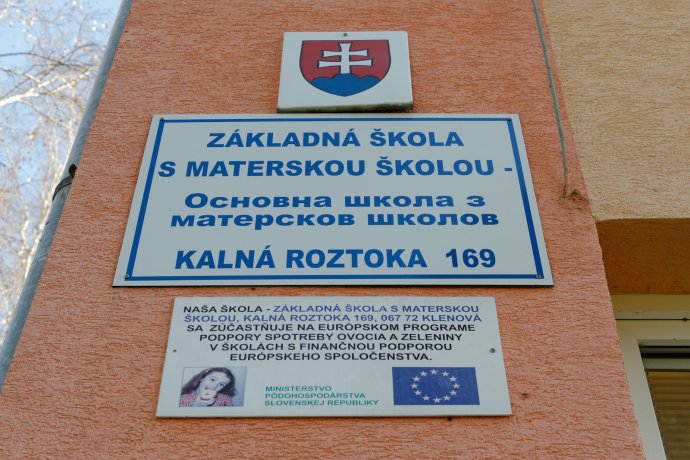 ZÁKLADNÁ ŠKOLA
S MATERSKOU ŠKOLOU -
Основна школа з
матерсков школов
KALNÁ ROZTOKA 169
NAŠA ŠKOLA - ZÁKLADNÁ ŠKOLA S MATERSKOU
ŠKOLOU, KALNÁ ROZTOKA 169, 067 72 KLENOVÁ
SA ZÚČASTŇUJE NA EURÓPSKOM PROGRAME
PODPORY SPOTREBY OVOCIA A ZELENINY
V ŠKOLÁCH S FINANČNOU PODPOROU
EURÓPSKEHO SPOLOČENSTVA.
MINISTERSTVO
PÔDOHOSPODÁRSTVA
SLOVENSKEJ REPUBLIKY